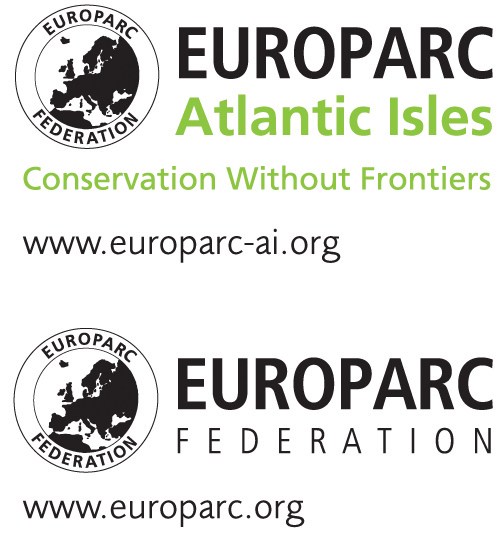 EUROPARC
FEDERATION
EUROPARC
Atlantic Isles
Conservation Without Frontiers
www.europarc-ai.org
EUROPARC
FEDERATION
EUROPARC
FEDERATION
www.europarc.org